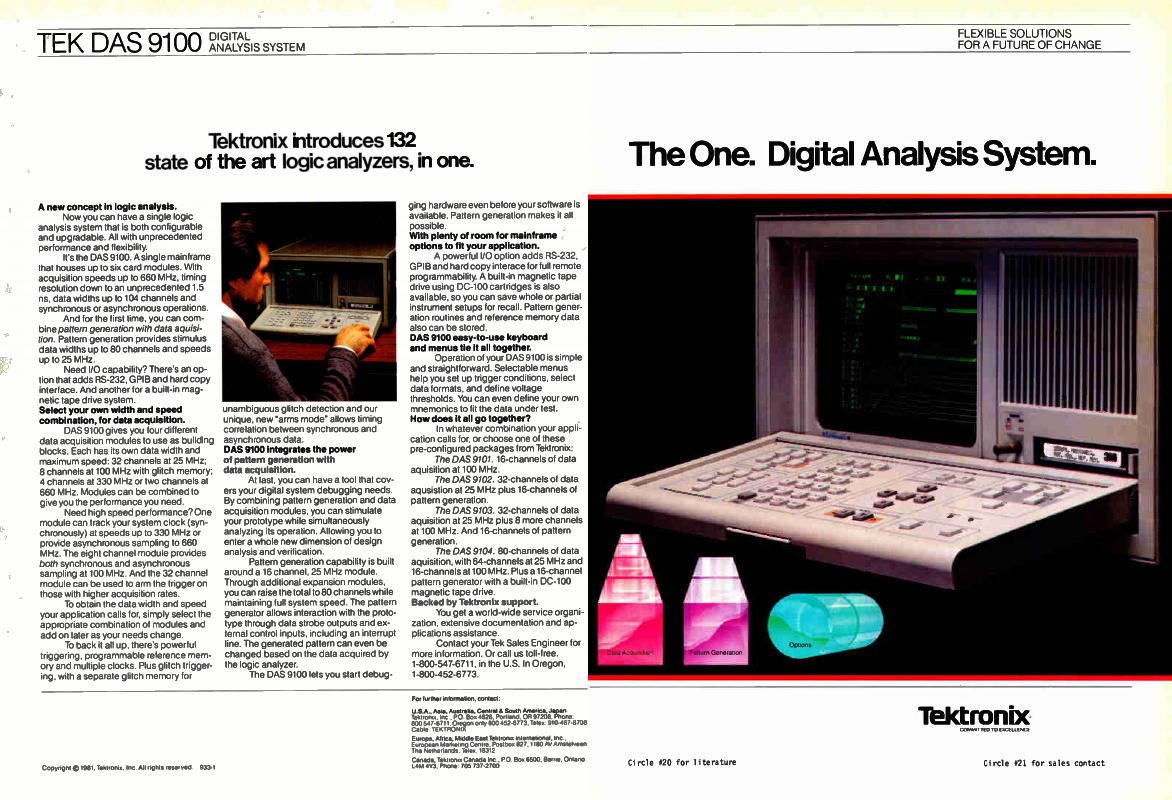 TEK DAS 9100 DIGITAL
ANALYSIS SYSTEM
FLEXIBLE SOLUTIONS
FOR A FUTURE OF CHANGE
Tektronix introduces 132
state of the art logic analyzers, in one.
A new concept in logic analysis.
Now you can have a single logic
analysis system that is both configurable
and upgradable. All with unprecedented
performance and flexibility.
It's the DAS 9100. A single mainframe
that houses up to six card modules. With
acquisition speeds up to 660 MHz, timing
resolution down to an unprecedented 1.5
ns, data widths up to 104 channels and
synchronous or asynchronous operations.
And for the first time, you can com-
bine pattern generation with data aquisi-
tion. Pattern generation provides stimulus
data widths up to 80 channels and speeds
up to 25 MHz.
Need I/O capability? There's an op-
tion that adds RS-232, GPIB and hard copy
interface. And another for a built-in mag-
netic tape drive system.
Select your own width and speed
combination, for data acquisition.
DAS 9100 gives you four different
data acquisition modules to use as building
blocks. Each has its own data width and
maximum speed: 32 channels at 25 MHz;
8 channels at 100 MHz with glitch memory;
4 channels at 330 MHz or two channels at
660 MHz. Modules can be combined to
give you the performance you need.
Need high speed performance? One
module can track your system clock (syn-
chronously) at speeds up to 330 MHz or
provide asynchronous sampling to 660
MHz. The eight channel module provides
both synchronous and asynchronous
sampling at 100 MHz. And the 32 channel
module can be used to arm the trigger on
those with higher acquisition rates.
To obtain the data width and speed
your application calls for, simply select the
appropriate combination of modules and
add on later as your needs change.
To back it all up, there's powerful
triggering, programmable reference mem-
ory and multiple clocks. Plus glitch trigger-
ing, with a separate glitch memory for
unambiguous glitch detection and our
unique, new "arms mode" allows timing
correlation between synchronous and
asynchronous data.
DAS 9100 integrates the power
of pattern generation with
data acquisition.
At last, you can have a tool that cov-
ers your digital system debugging needs.
By combining pattern generation and data
acquisition modules, you can stimulate
your prototype while simultaneously
analyzing its operation. Allowing you to
enter a whole new dimension of design
analysis and verification.
Pattern generation capability is built
around a 16 channel, 25 MHz module.
Through additional expansion modules,
you can raise the total to 80 channels while
maintaining full system speed. The pattern
generator allows interaction with the proto-
type through data strobe outputs and ex-
ternal control inputs, including an interrupt
line. The generated pattern can even be
changed based on the data acquired by
the logic analyzer.
The DAS 9100 lets you start debug-
ging hardware even before your software is
available. Pattern generation makes it all
possible.
With plenty of room for mainframe
options to fit your application.
A powerful I/O option adds RS-232,
GPIB and hard copy interace for full remote
programmability. A built-in magnetic tape
drive using DC-100 cartridges is also
available, so you can save whole or partial
instrument setups for recall. Pattern gener-
ation routines and reference memory data
also can be stored.
DAS 9100 easy-to-use keyboard
and menus tie it all together.
Operation of your DAS 9100 is simple
and straightforward. Selectable menus
help you set up trigger conditions, select
data formats, and define voltage
thresholds. You can even define your own
mnemonics to fit the data under test.
How does it all go together?
In whatever combination your appli-
cation calls for, or choose one of these
pre-configured packages from Tektronix:
The DAS 9101. 16-channels of data
aquisition at 100 MHz.
The DAS 9102. 32-channels of data
aqusistion at 25 MHz plus 16-channels of
pattern generation.
The DAS 9103. 32-channels of data
aquisition at 25 MHz plus 8 more channels
at 100 MHz. And 16-channels of pattern
generation.
The DAS 9104. 80-channels of data
aquisition, with 64-channels at 25 MHz and
16-channels at 100 MHz. Plus a 16-channel
pattern generator with a built-in DC-100
magnetic tape drive.
Backed by Tektronix support.
You get a world-wide service organi-
zation, extensive documentation and ap-
plications assistance.
Contact your Tek Sales Engineer for
more information. Or call us toll-free.
1-800-547-6711, in the U.S. In Oregon,
1-800-452-6773.
For further information, contact:
U.S.A., Asia, Australia, Central & South America, Japan
Tektronix, Inc., P.O. Box 4828, Portland, OR 97208, Phone:
800 547-6711, Oregon only 800 452-6773, Telex: 910-467-8708
Cable: TEKTRONIX
Europe, Africa, Middle East Tektronix International, Inc.,
European Marketing Centre, Postbox 827, 1180 AV Amstelveen
The Netherlands, Telex: 18312
Canada, Tektronix Canada Inc., P.O. Box 6500, Barrie, Ontario
L4M 4V3, Phone: 705 737-2700
Copyright © 1981, Tektronix, Inc. All rights reserved. 933-1
The One. Digital Analysis System.
Data Acquisition
Pattern Generation
Options
Tektronix
COMMITTED TO EXCELLENCE
Circle #20 for literature
Circle #21 for sales contact